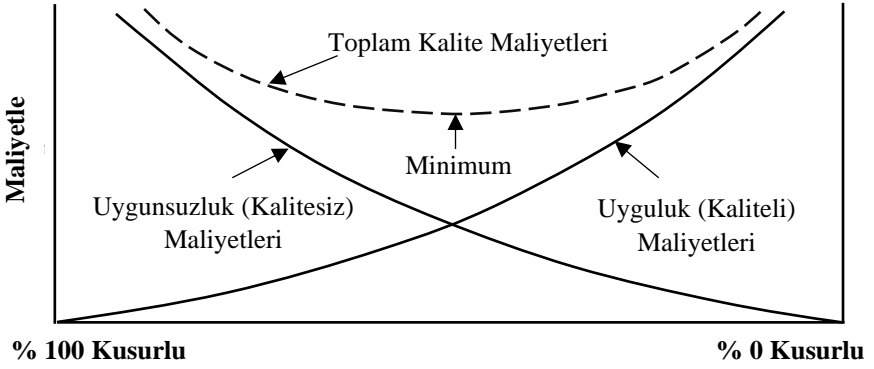 Toplam Kalite Maliyetleri
Maliyetle
Minimum
Uygunsuzluk (Kalitesiz)
Maliyetleri
Uyguluk (Kaliteli)
Maliyetleri
% 100 Kusurlu
% 0 Kusurlu